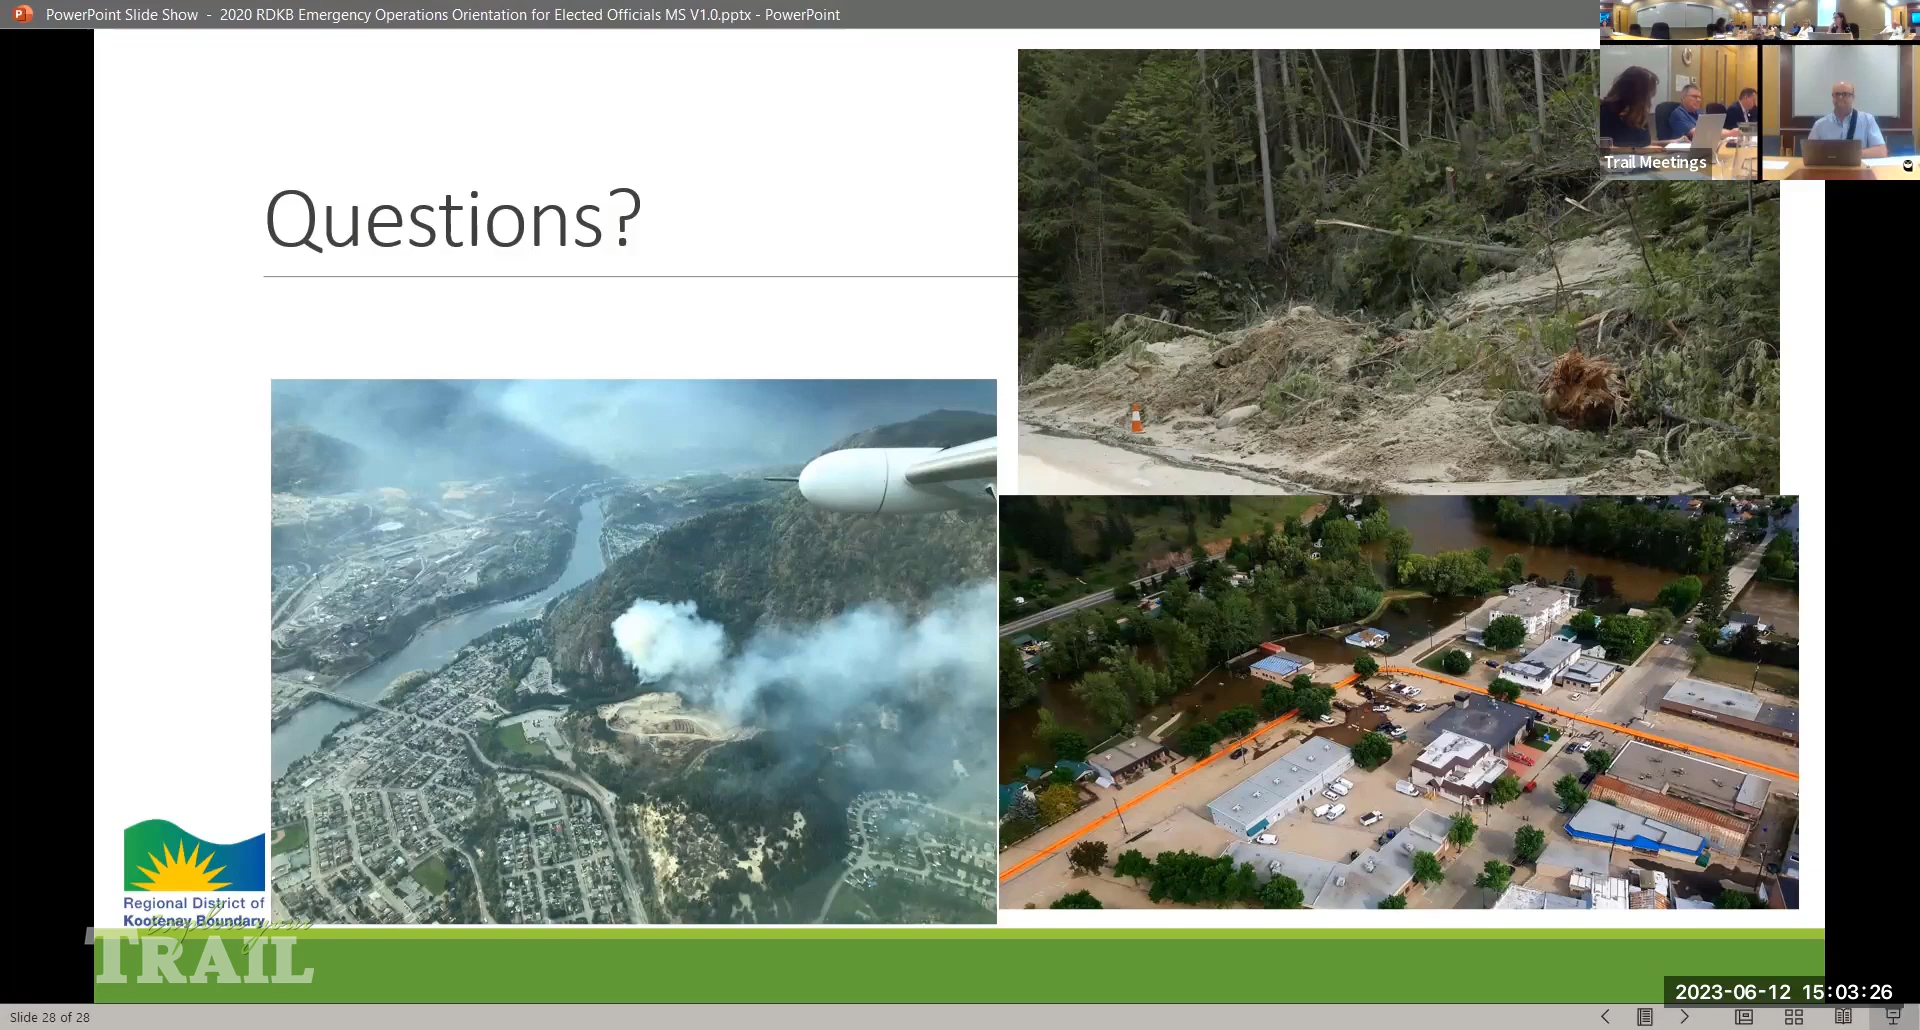 PowerPoint Slide Show - 2020 RDKB Emergency Operations Orientation for Elected Officials MS V1.0.pptx - PowerPoint
Trail Meetings
Questions?
Regional District of
Kootenay Boundary
TRAIL
2023-06-12 15:03:26
Slide 28 of 28